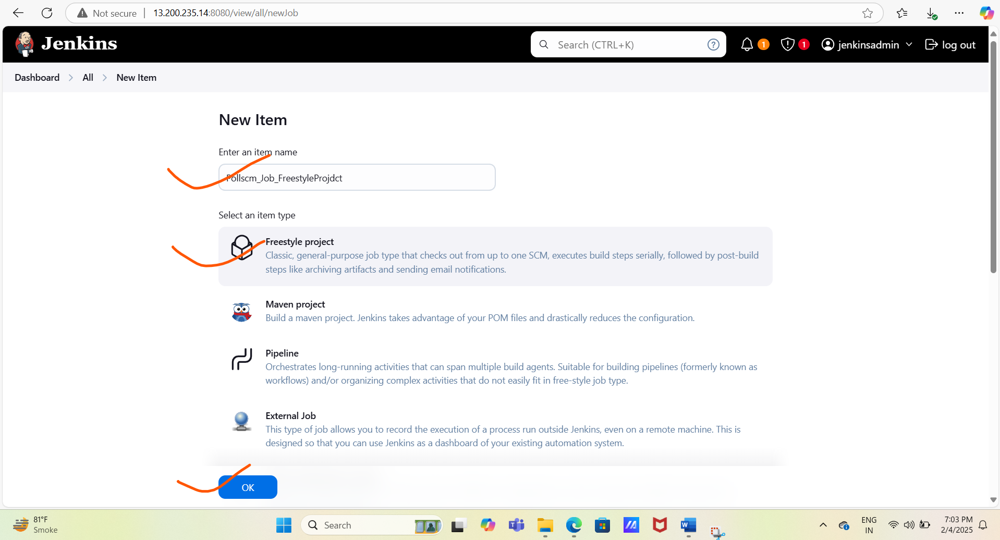 Not secure
13.200.235.14:8080/view/all/newJob
Jenkins
Search (CTRL+K)
?
1
1
jenkinsadmin
log out
Dashboard > All > New Item
New Item
Enter an item name
Pollscm_Job_FreestyleProjdct
Select an item type
Freestyle project
Classic, general-purpose job type that checks out from up to one SCM, executes build steps serially, followed by post-build
steps like archiving artifacts and sending email notifications.
Maven project
Build a maven project. Jenkins takes advantage of your POM files and drastically reduces the configuration.
Pipeline
Orchestrates long-running activities that can span multiple build agents. Suitable for building pipelines (formerly known as
workflows) and/or organizing complex activities that do not easily fit in free-style job type.
External Job
This type of job allows you to record the execution of a process run outside Jenkins, even on a remote machine. This is
designed so that you can use Jenkins as a dashboard of your existing automation system.
OK
81°F
Smoke
Search
ENG
IN
7:03 PM
2/4/2025